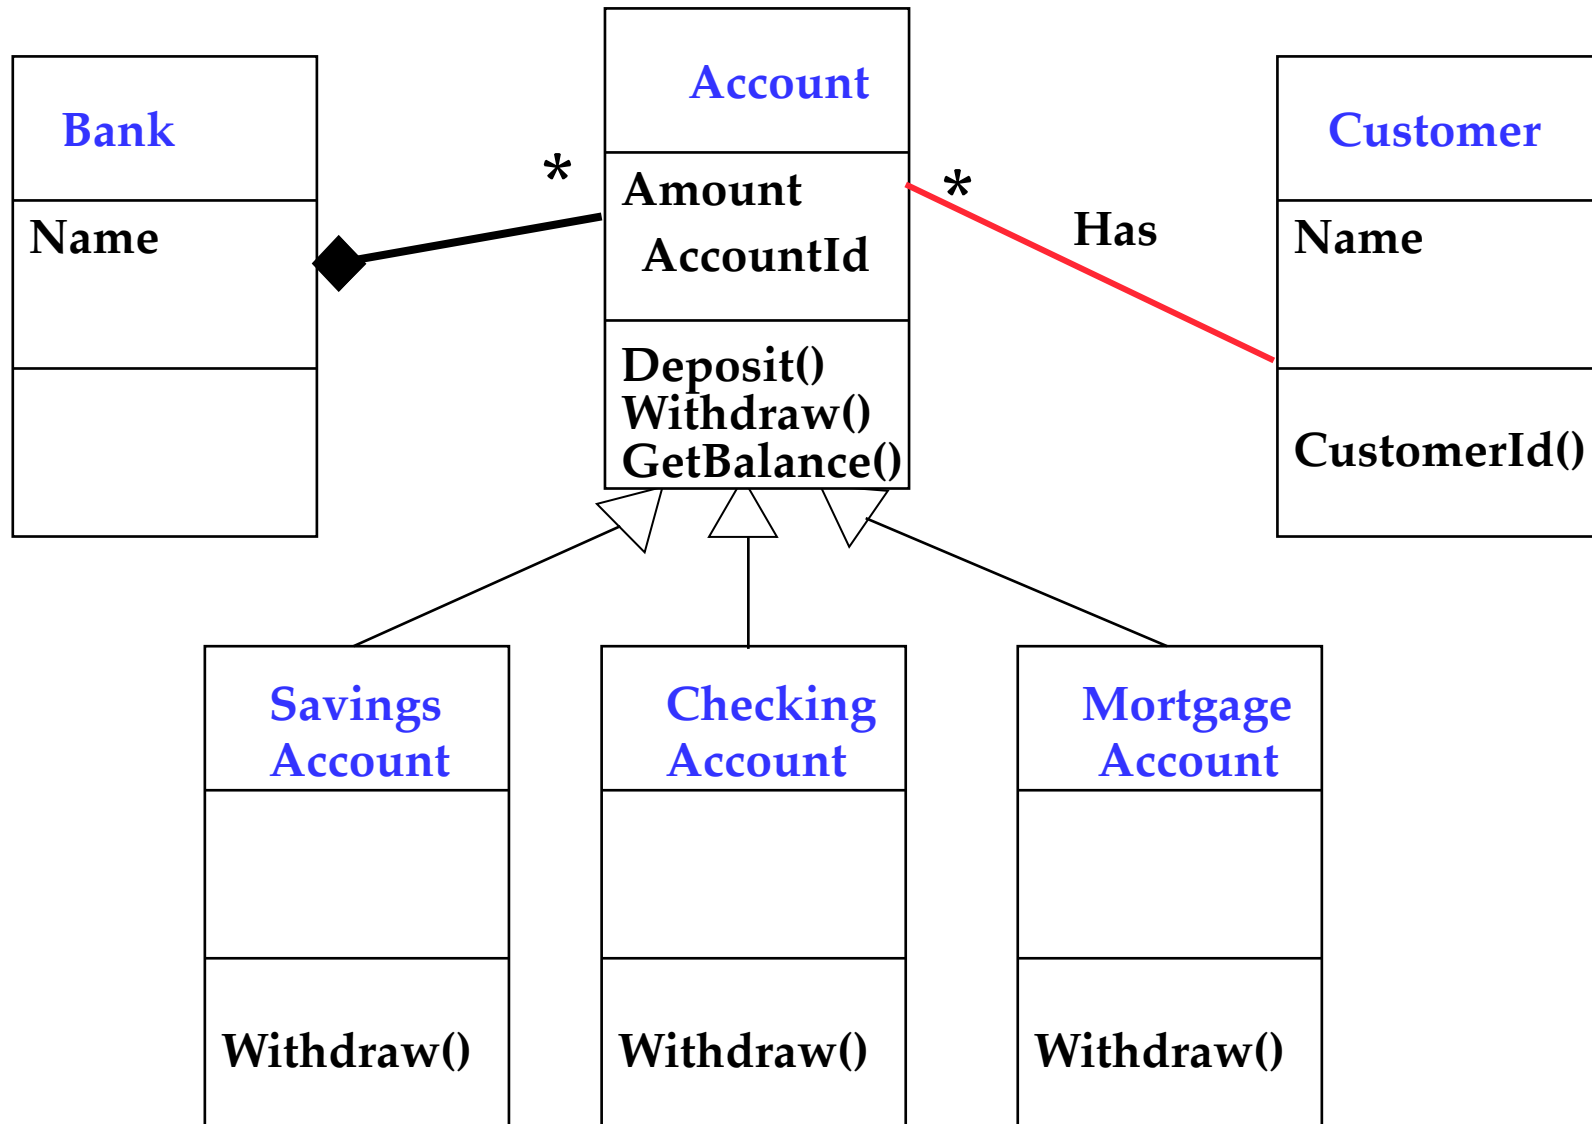 Bank
Name
*
Account
Amount
AccountId
Deposit()
Withdraw()
GetBalance()
*
Has
Customer
Name
CustomerId()
Savings
Account
Withdraw()
Checking
Account
Withdraw()
Mortgage
Account
Withdraw()